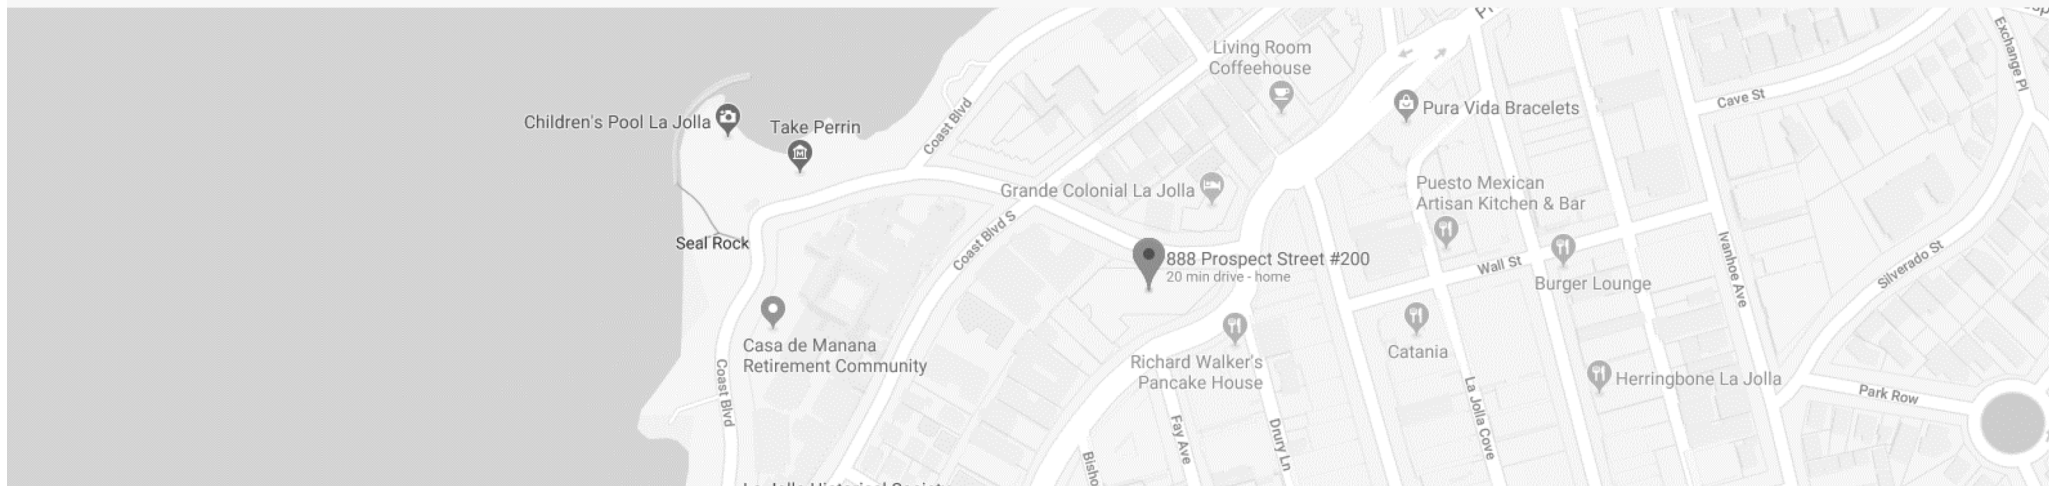 Living Room
Coffeehouse
Exchange Pl
Children's Pool La Jolla
Take Perrin
Coast Blvd
Pura Vida Bracelets
Cave St
Grande Colonial La Jolla
Puesto Mexican
Artisan Kitchen & Bar
Seal Rock
Coast Blvd S
888 Prospect Street #200
20 min drive - home
Wall St
Burger Lounge
Ivanhoe Ave
Silverado St
Casa de Manana
Retirement Community
Richard Walker's
Pancake House
Catania
Herringbone La Jolla
Coast Blvd
Fay Ave
Drury Ln
La Jolla Cove
Park Row